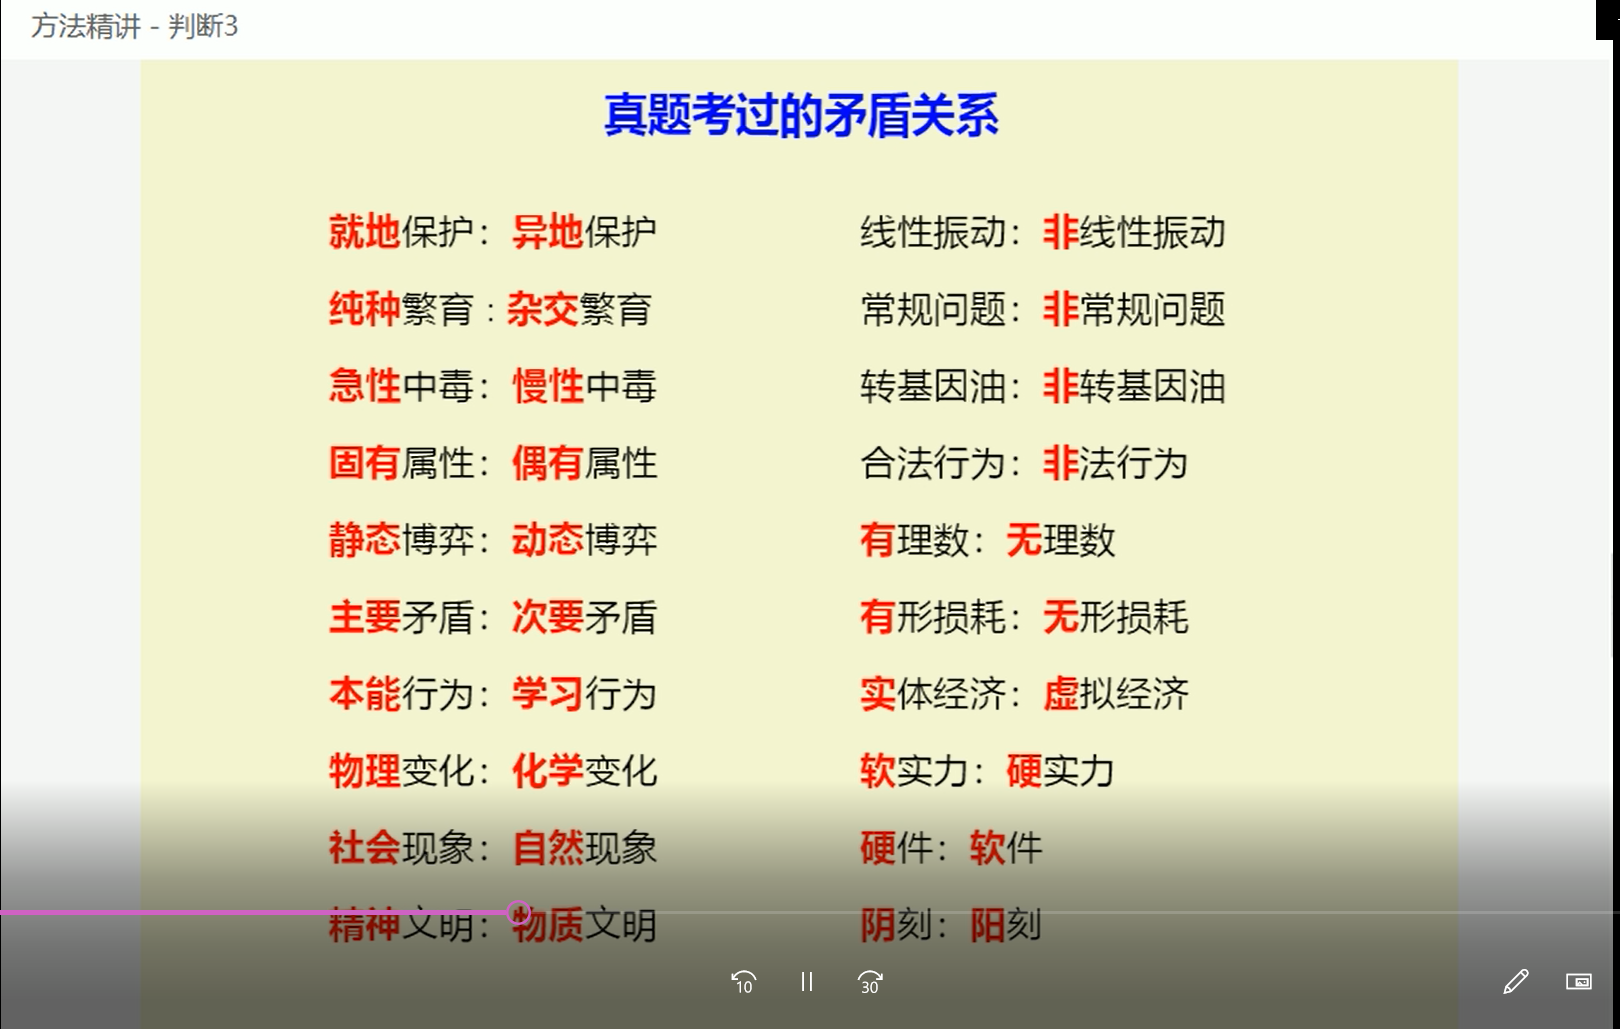 方法精讲 - 判断3
真题考过的矛盾关系
就地保护：异地保护
纯种繁育：杂交繁育
急性中毒：慢性中毒
固有属性：偶有属性
静态博弈：动态博弈
主要矛盾：次要矛盾
本能行为：学习行为
物理变化：化学变化
社会现象：自然现象
精神文明：物质文明
线性振动：非线性振动
常规问题：非常规问题
转基因油：非转基因油
合法行为：非法行为
有理数：无理数
有形损耗：无形损耗
实体经济：虚拟经济
软实力：硬实力
硬件：软件
阴刻：阳刻
10
30